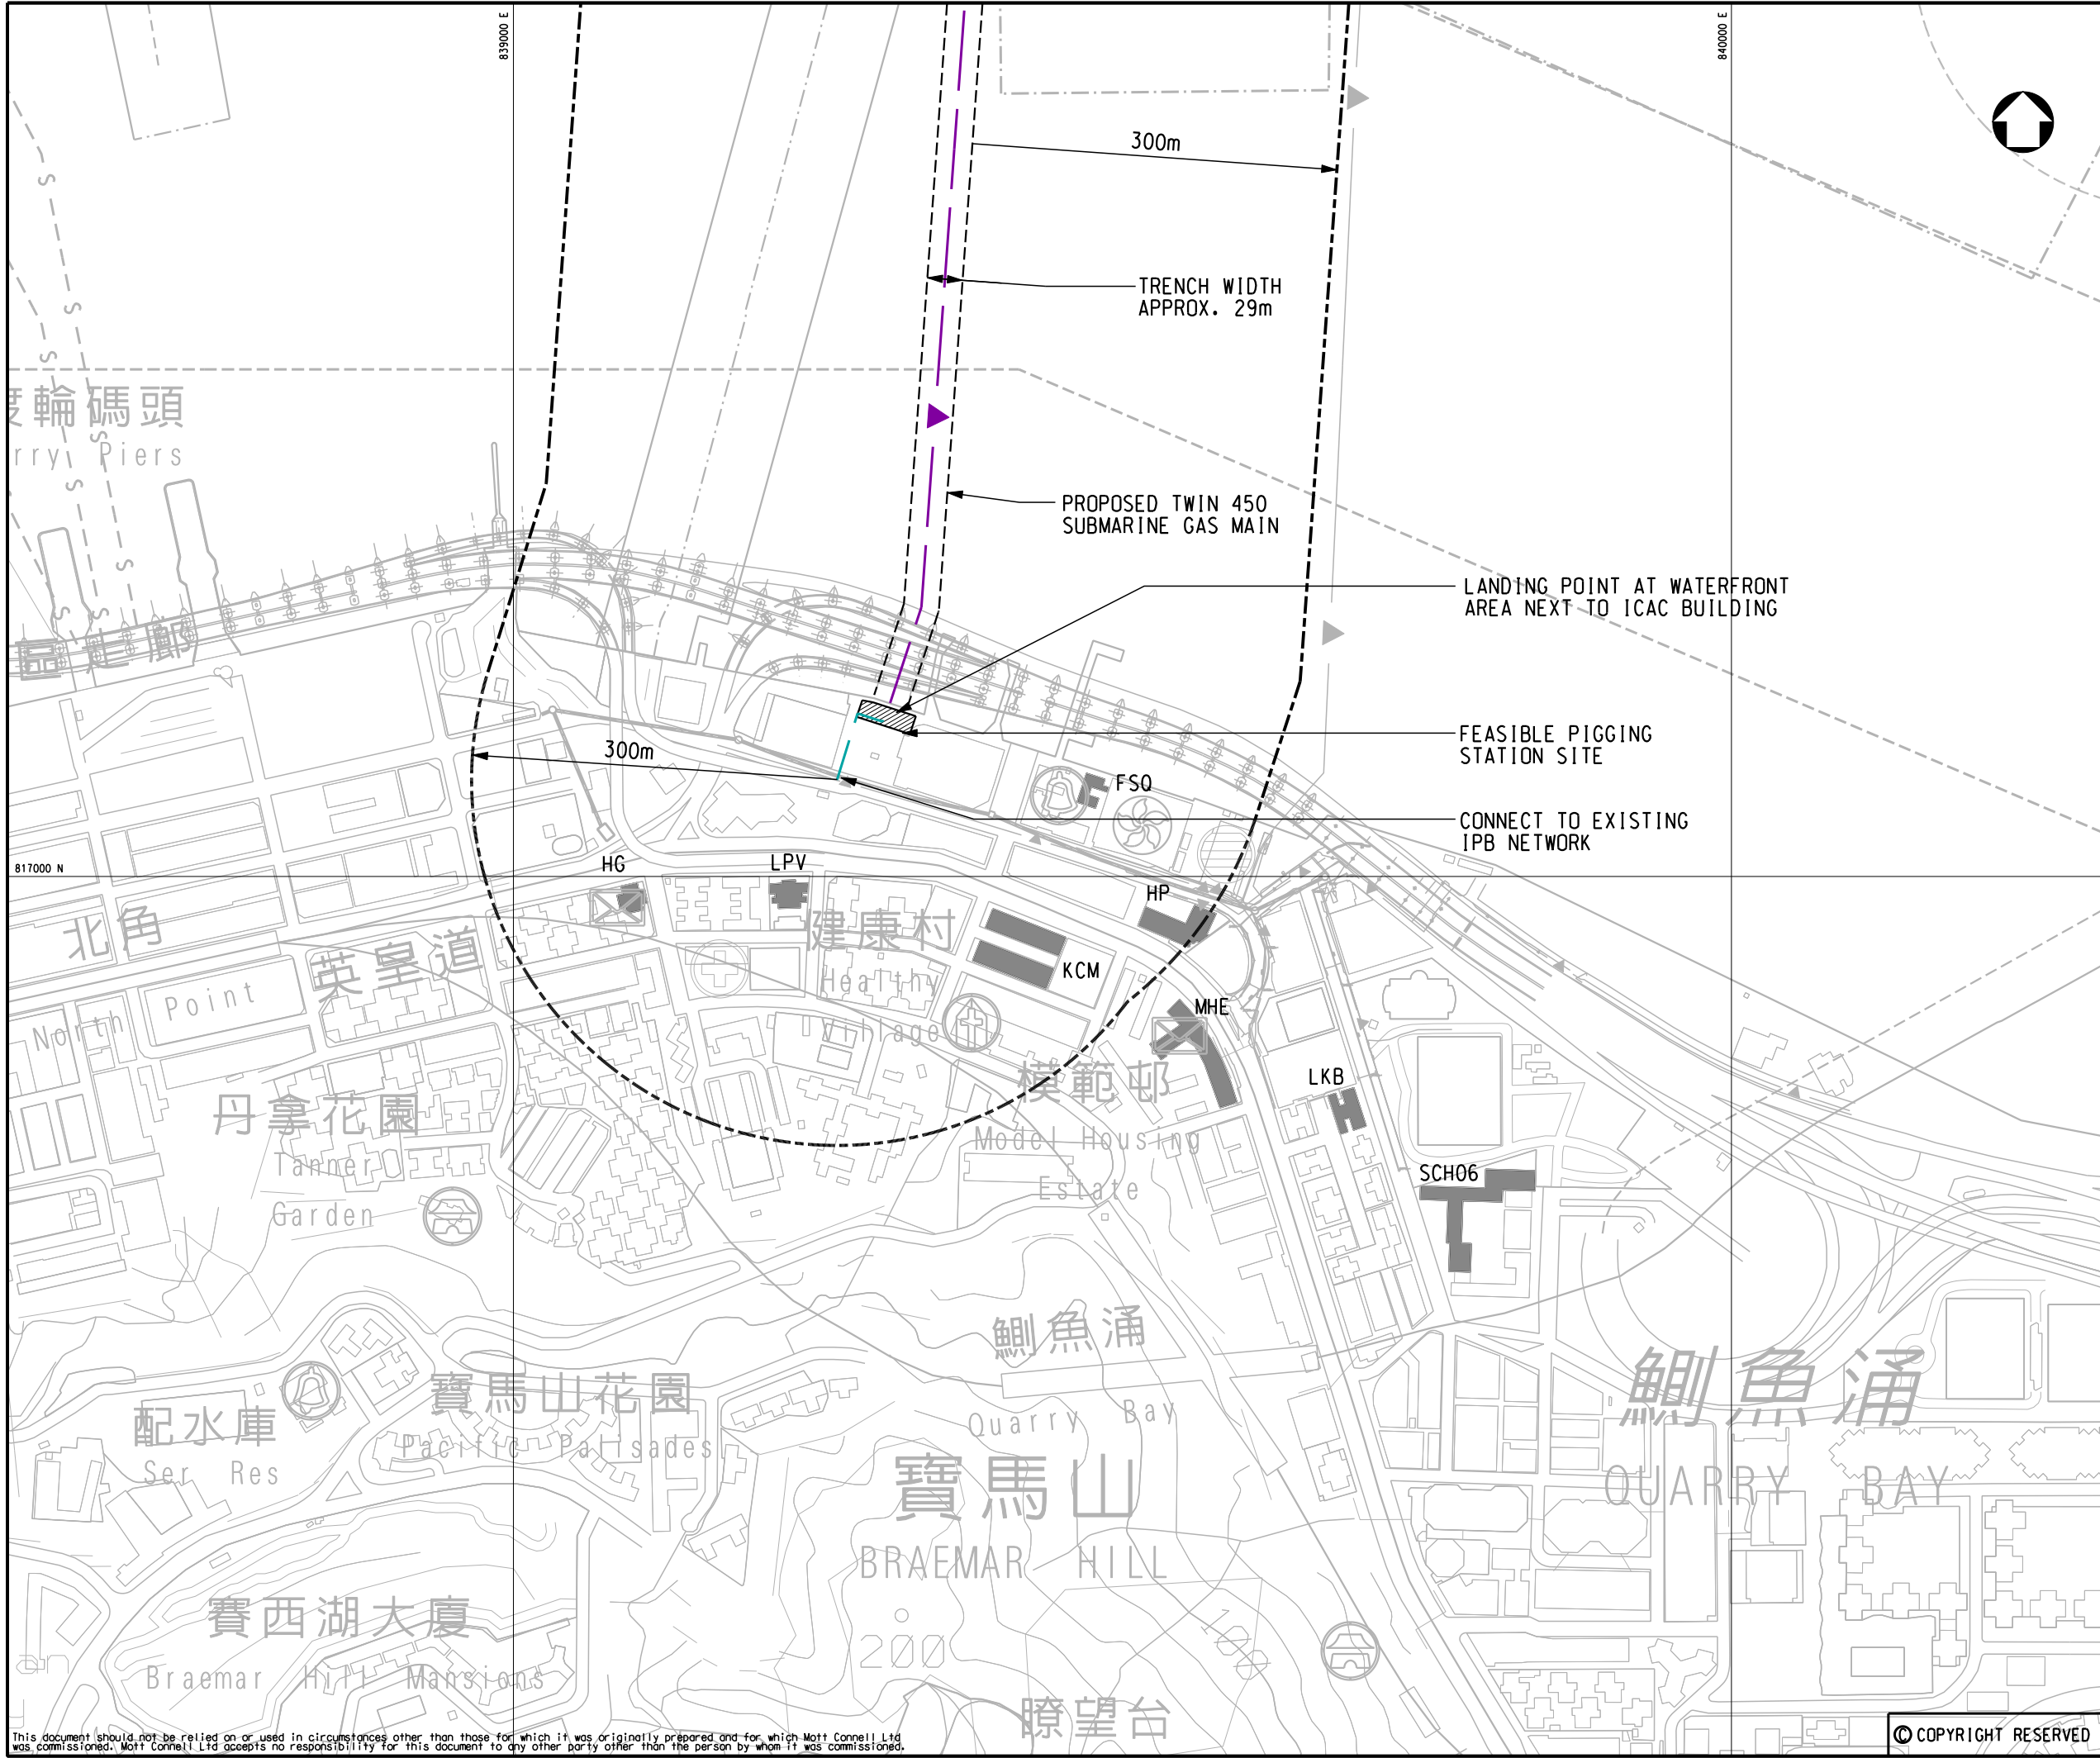 839000 E
840000 E
300m
TRENCH WIDTH
APPROX. 29m
輪碼頭
rry Piers
PROPOSED TWIN 450
SUBMARINE GAS MAIN
LANDING POINT AT WATERFRONT
AREA NEXT TO ICAC BUILDING
走廊
FEASIBLE PIGGING
STATION SITE
300m
FSQ
CONNECT TO EXISTING
IPB NETWORK
817000 N
HG
LPV
HP
北角
英皇道
健康村
KCM
North Point
Healthy
Village
MHE
模範邨
LKB
丹拿花園
Model Housing
Estate
Tanner
Garden
SCH06
鰂魚涌
Quarry Bay
鰂魚涌
QUARRY BAY
配水庫
Ser Res
寶馬山花園
Pacific Palisades
寶馬山
BRAEMAR HILL
賽西湖大廈
Braemar Hill Mansions
200
100
瞭望台
S
S
S
S
S
S
S
S
S
This document should not be relied on or used in circumstances other than those for which it was originally prepared and for which Mott Connell Ltd
was commissioned. Mott Connell Ltd accepts no responsibility for this document to any other party other than the person by whom it was commissioned.
© COPYRIGHT RESERVED